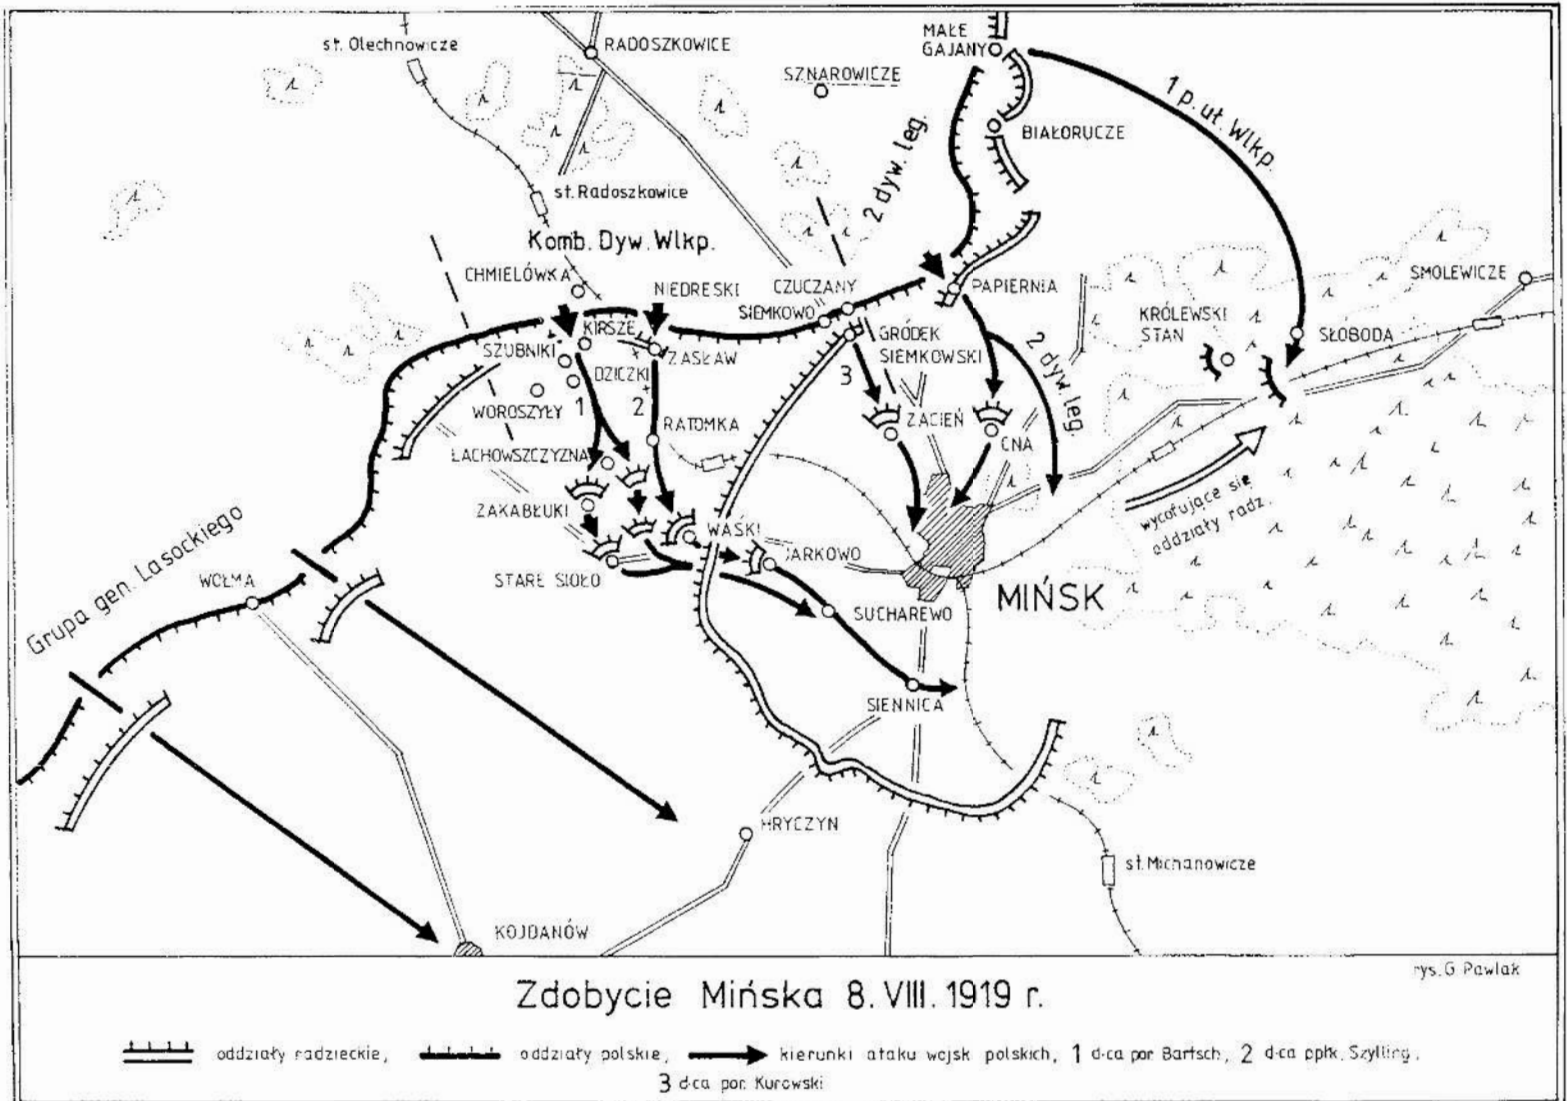 st. Olechnowicze
RADOSZKOWICE
SZNAROWICZE
MAŁE
GAJANY
1 p. uł. Wlkp.
BIAŁORUCZE
2 dyw. leg.
st. Radoszkowice
Komb. Dyw. Wlkp.
CHMIELÓWKA
NIEDRESKI
CZUCZANY
SIEMKOWO
PAPIERNIA
SMOLEWICZE
KRÓLEWSKI
STAN
SŁOBODA
KIRSZE
SZUBNIKI
ZASŁAW
GRÓDEK
SIEMKOWSKI
DZICZKI
WOROSZYŁY
1
2
3
2 dyw. leg.
RATOMKA
ZACIEŃ
CNA
ŁACHOWSZCZYZNA
ZAKABŁUKI
WAŚKI
JARKOWO
wycofujące się
oddziały radz.
STARE SIOŁO
Grupa gen. Lasockiego
WOŁMA
MIŃSK
SUCHAREWO
SIENNICA
HRYCZYN
st. Michanowicze
KOJDANÓW
rys. G. Pawlak
Zdobycie Mińska 8. VIII. 1919 r.
oddziały radzieckie, oddziały polskie, kierunki ataku wojsk polskich, 1 d-ca por. Bartsch, 2 d-ca ppłk. Szylling,
3 d-ca por. Kurowski